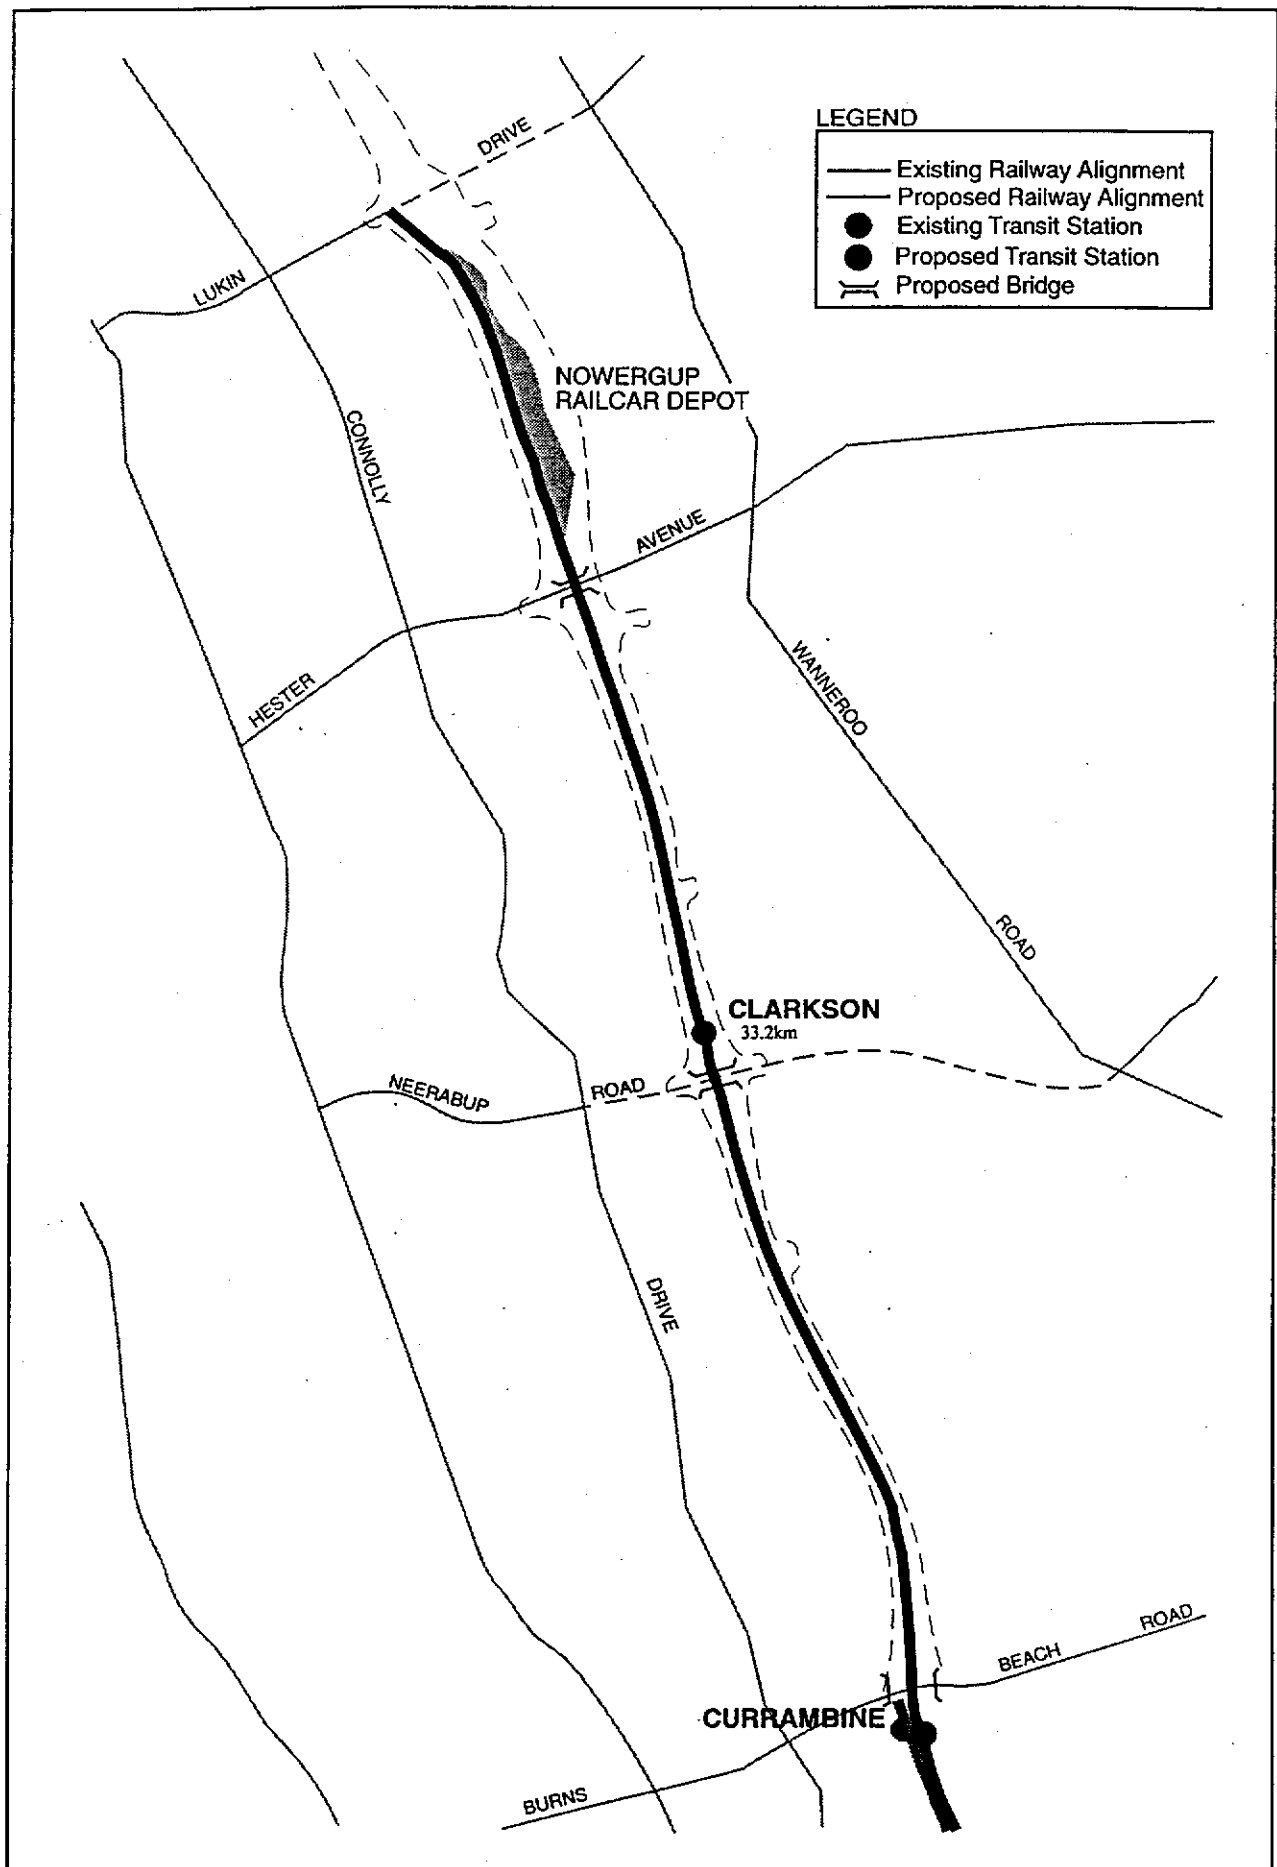 LEGEND
Existing Railway Alignment
Proposed Railway Alignment
Existing Transit Station
Proposed Transit Station
Proposed Bridge
DRIVE
LUKIN
NOWERGUP
RAILCAR DEPOT
CONNOLLY
AVENUE
HESTER
WANNEROO
ROAD
CLARKSON
33.2km
NEERABUP
ROAD
DRIVE
ROAD
BEACH
CURRAMBINE
BURNS